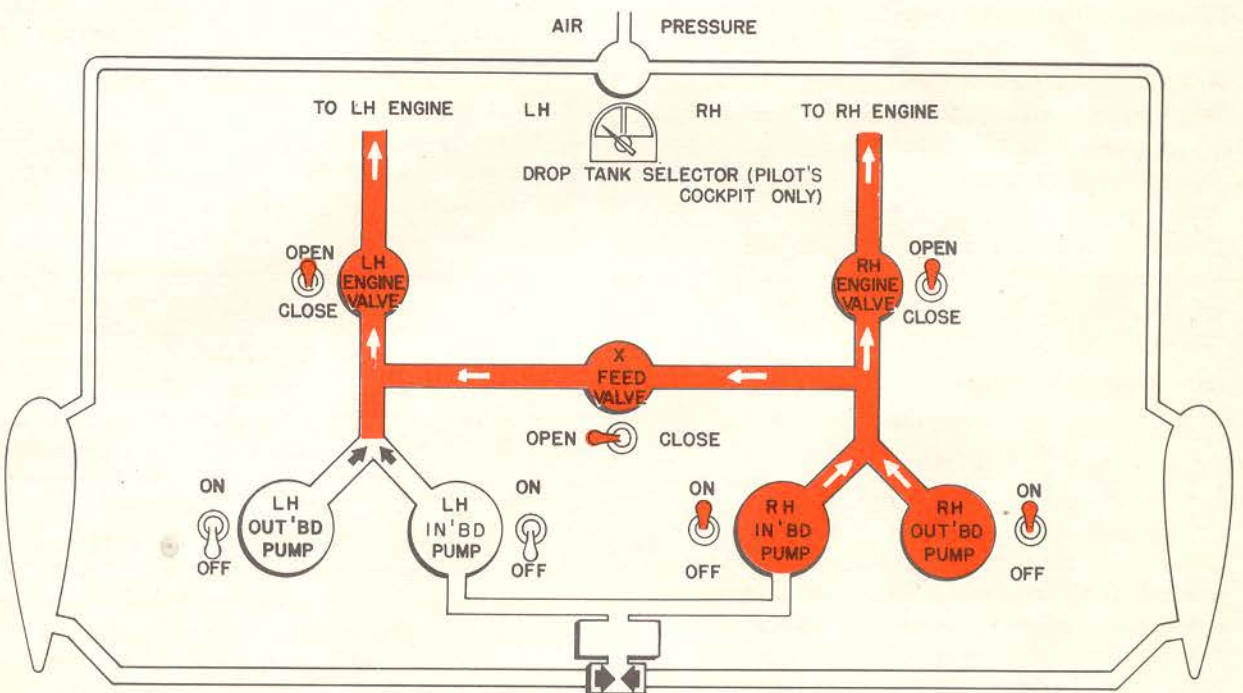 AIR PRESSURE
TO LH ENGINE
LH
RH
TO RH ENGINE
DROP TANK SELECTOR (PILOT'S
COCKPIT ONLY)
OPEN
CLOSE
LH
ENGINE
VALVE
RH
ENGINE
VALVE
OPEN
CLOSE
X
FEED
VALVE
OPEN
CLOSE
ON
OFF
LH
OUT'BD
PUMP
LH
IN'BD
PUMP
ON
OFF
ON
OFF
RH
IN'BD
PUMP
RH
OUT'BD
PUMP
ON
OFF